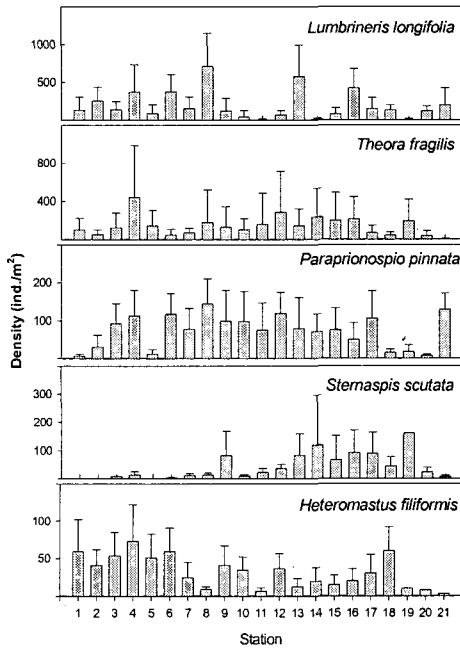 Lumbrineris longifolia
1000
500
Theora fragilis
800
400
Paraprionospio pinnata
200
100
Density (ind./m²)
Sternaspis scutata
300
200
100
Heteromastus filiformis
100
50
1 2 3 4 5 6 7 8 9 10 11 12 13 14 15 16 17 18 19 20 21
Station